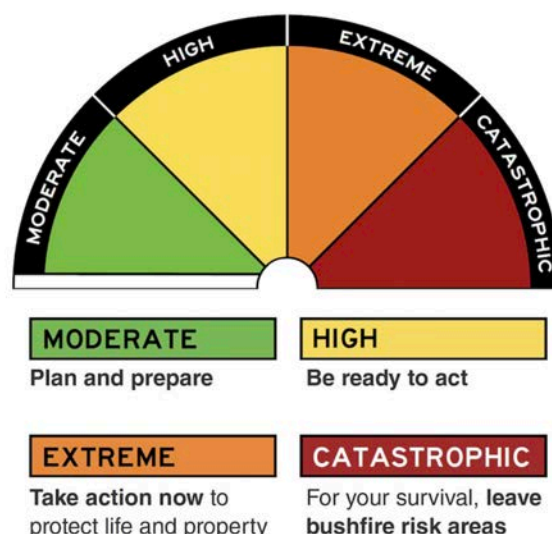 MODERATE
HIGH
EXTREME
CATASTROPHIC
MODERATE
Plan and prepare
HIGH
Be ready to act
EXTREME
Take action now to
protect life and property
CATASTROPHIC
For your survival, leave
bushfire risk areas